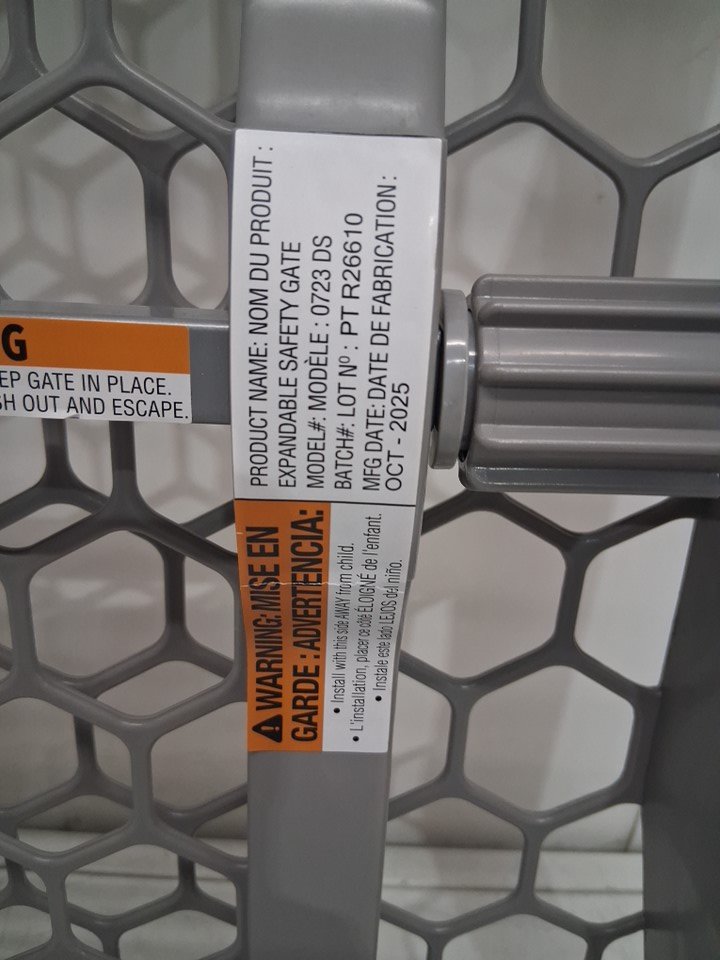 G
EP GATE IN PLACE.
SH OUT AND ESCAPE.
PRODUCT NAME: NOM DU PRODUIT :
EXPANDABLE SAFETY GATE
MODEL#: MODÈLE : 0723 DS
BATCH#: LOT Nº : PT R26610
MFG DATE: DATE DE FABRICATION :
OCT - 2025
WARNING: MISE EN
GARDE : ADVERTENCIA:
• Install with this side AWAY from child.
• L'installation, placer ce côté ÉLOIGNÉ de l'enfant.
• Instale este lado LEJOS del niño.